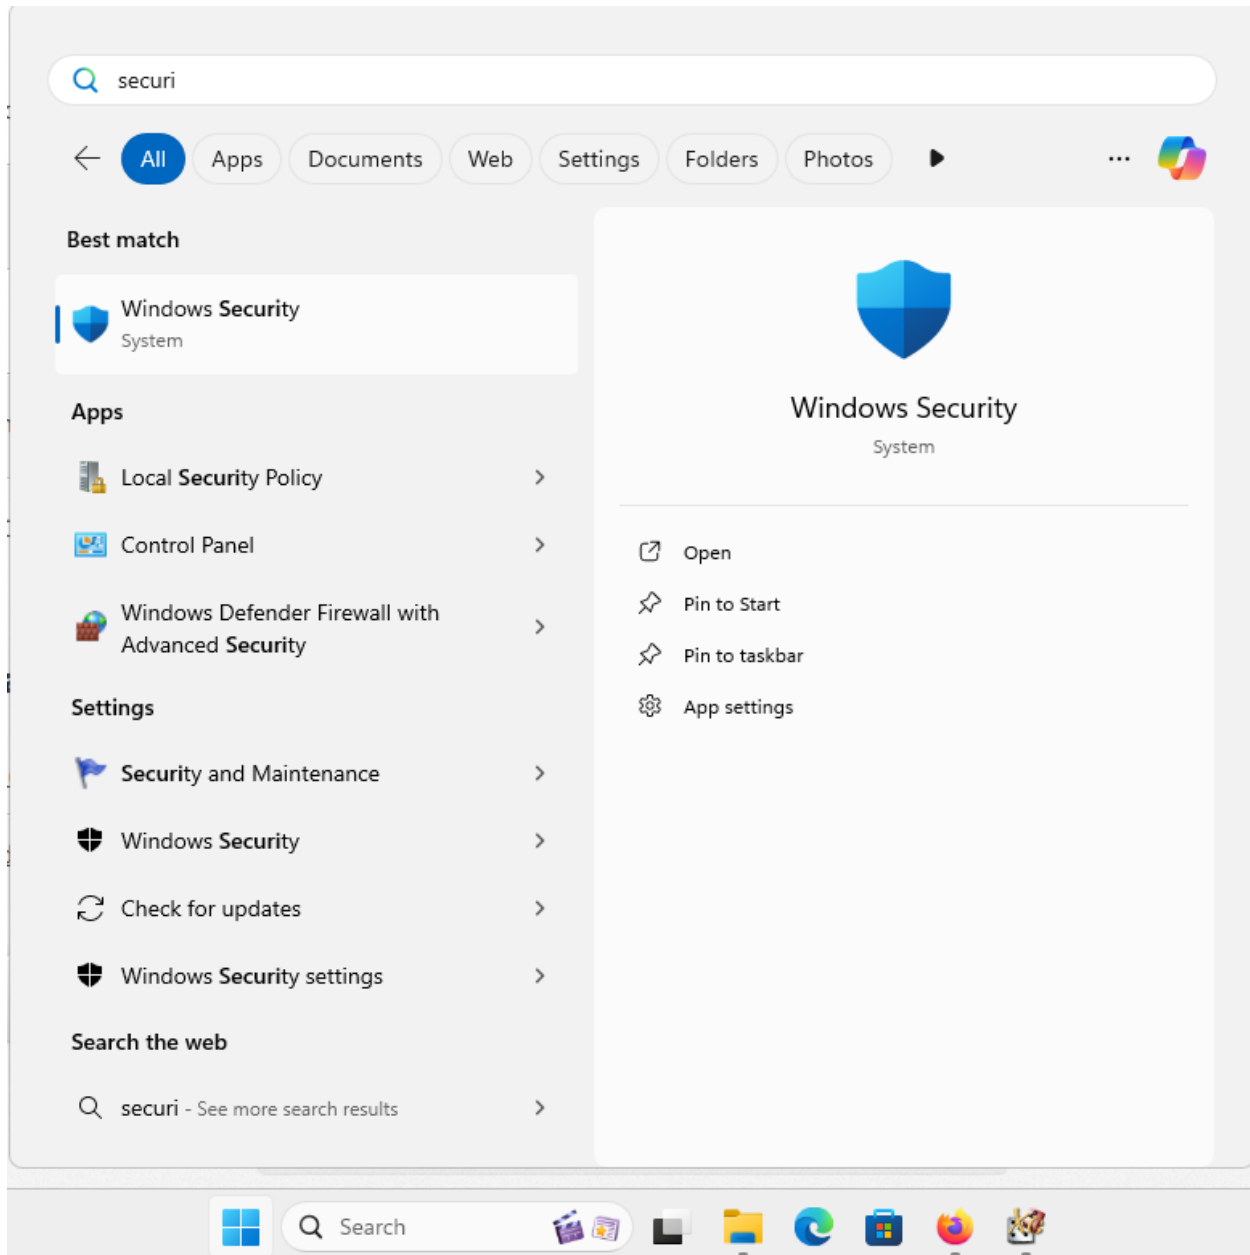 securi
All
Apps
Documents
Web
Settings
Folders
Photos
Best match
Windows Security
System
Apps
Local Security Policy
Control Panel
Windows Defender Firewall with
Advanced Security
Settings
Security and Maintenance
Windows Security
Check for updates
Windows Security settings
Search the web
securi - See more search results
Windows Security
System
Open
Pin to Start
Pin to taskbar
App settings
Search